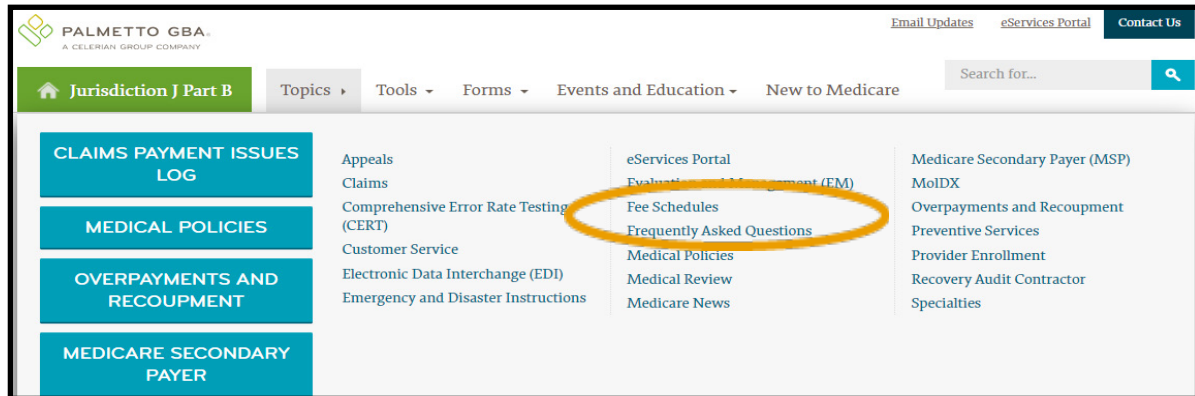 PALMETTO GBA®
A CELERIAN GROUP COMPANY
Email Updates eServices Portal Contact Us
Jurisdiction J Part B Topics Tools Forms Events and Education New to Medicare Search for...
CLAIMS PAYMENT ISSUES
LOG
MEDICAL POLICIES
OVERPAYMENTS AND
RECOUPMENT
MEDICARE SECONDARY
PAYER
Appeals
Claims
Comprehensive Error Rate Testing
(CERT)
Customer Service
Electronic Data Interchange (EDI)
Emergency and Disaster Instructions
eServices Portal
Evaluation and Management (EM)
Fee Schedules
Frequently Asked Questions
Medical Policies
Medical Review
Medicare News
Medicare Secondary Payer (MSP)
MolDX
Overpayments and Recoupment
Preventive Services
Provider Enrollment
Recovery Audit Contractor
Specialties